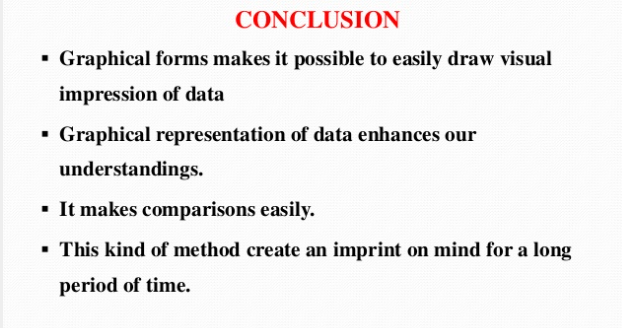 CONCLUSION
▪ Graphical forms makes it possible to easily draw visual
impression of data
▪ Graphical representation of data enhances our
understandings.
▪ It makes comparisons easily.
▪ This kind of method create an imprint on mind for a long
period of time.